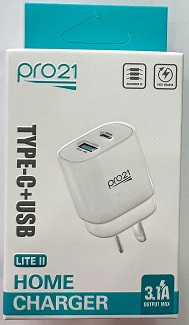 pro21
TYPE-C+USB
pro21
LITE II
HOME
CHARGER
3.1A
OUTPUT MAX